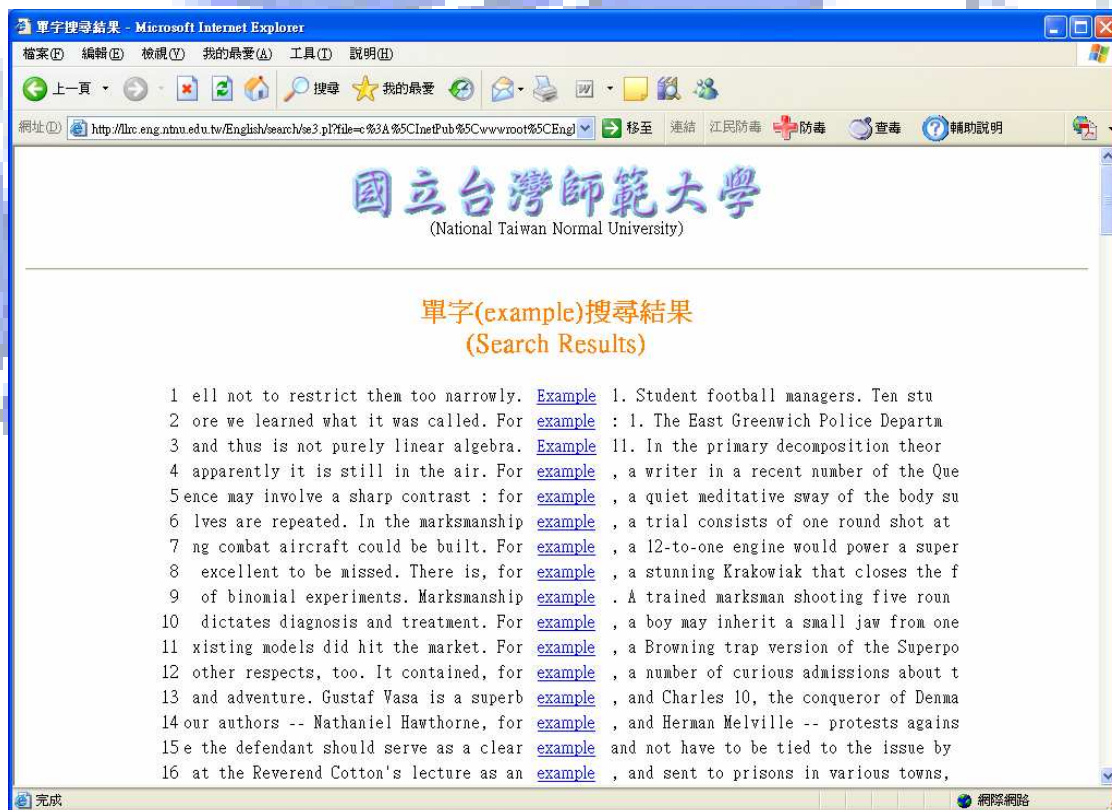 單字搜尋結果 - Microsoft Internet Explorer
檔案(F) 編輯(E) 檢視(V) 我的最愛(A) 工具(T) 說明(H)
上一頁 搜尋 我的最愛
網址(D) http://llrc.eng.ntnu.edu.tw/English/search/se3.pl?file=c%3A%5CInetPub%5Cwwwroot%5CEngl 移至 連結 江民防毒 防毒 查毒 輔助說明
國立台灣師範大學
(National Taiwan Normal University)
單字(example)搜尋結果
(Search Results)
1 ell not to restrict them too narrowly. Example 1. Student football managers. Ten stu
2 ore we learned what it was called. For example : 1. The East Greenwich Police Departm
3 and thus is not purely linear algebra. Example 11. In the primary decomposition theor
4 apparently it is still in the air. For example , a writer in a recent number of the Que
5 ence may involve a sharp contrast : for example , a quiet meditative sway of the body su
6 lves are repeated. In the marksmanship example , a trial consists of one round shot at
7 ng combat aircraft could be built. For example , a 12-to-one engine would power a super
8 excellent to be missed. There is, for example , a stunning Krakowiak that closes the f
9 of binomial experiments. Marksmanship example . A trained marksman shooting five roun
10 dictates diagnosis and treatment. For example , a boy may inherit a small jaw from one
11 xisting models did hit the market. For example , a Browning trap version of the Superpo
12 other respects, too. It contained, for example , a number of curious admissions about t
13 and adventure. Gustaf Vasa is a superb example , and Charles 10, the conqueror of Denma
14 our authors -- Nathaniel Hawthorne, for example , and Herman Melville -- protests agains
15 e the defendant should serve as a clear example and not have to be tied to the issue by
16 at the Reverend Cotton's lecture as an example , and sent to prisons in various towns,
完成 網際網路